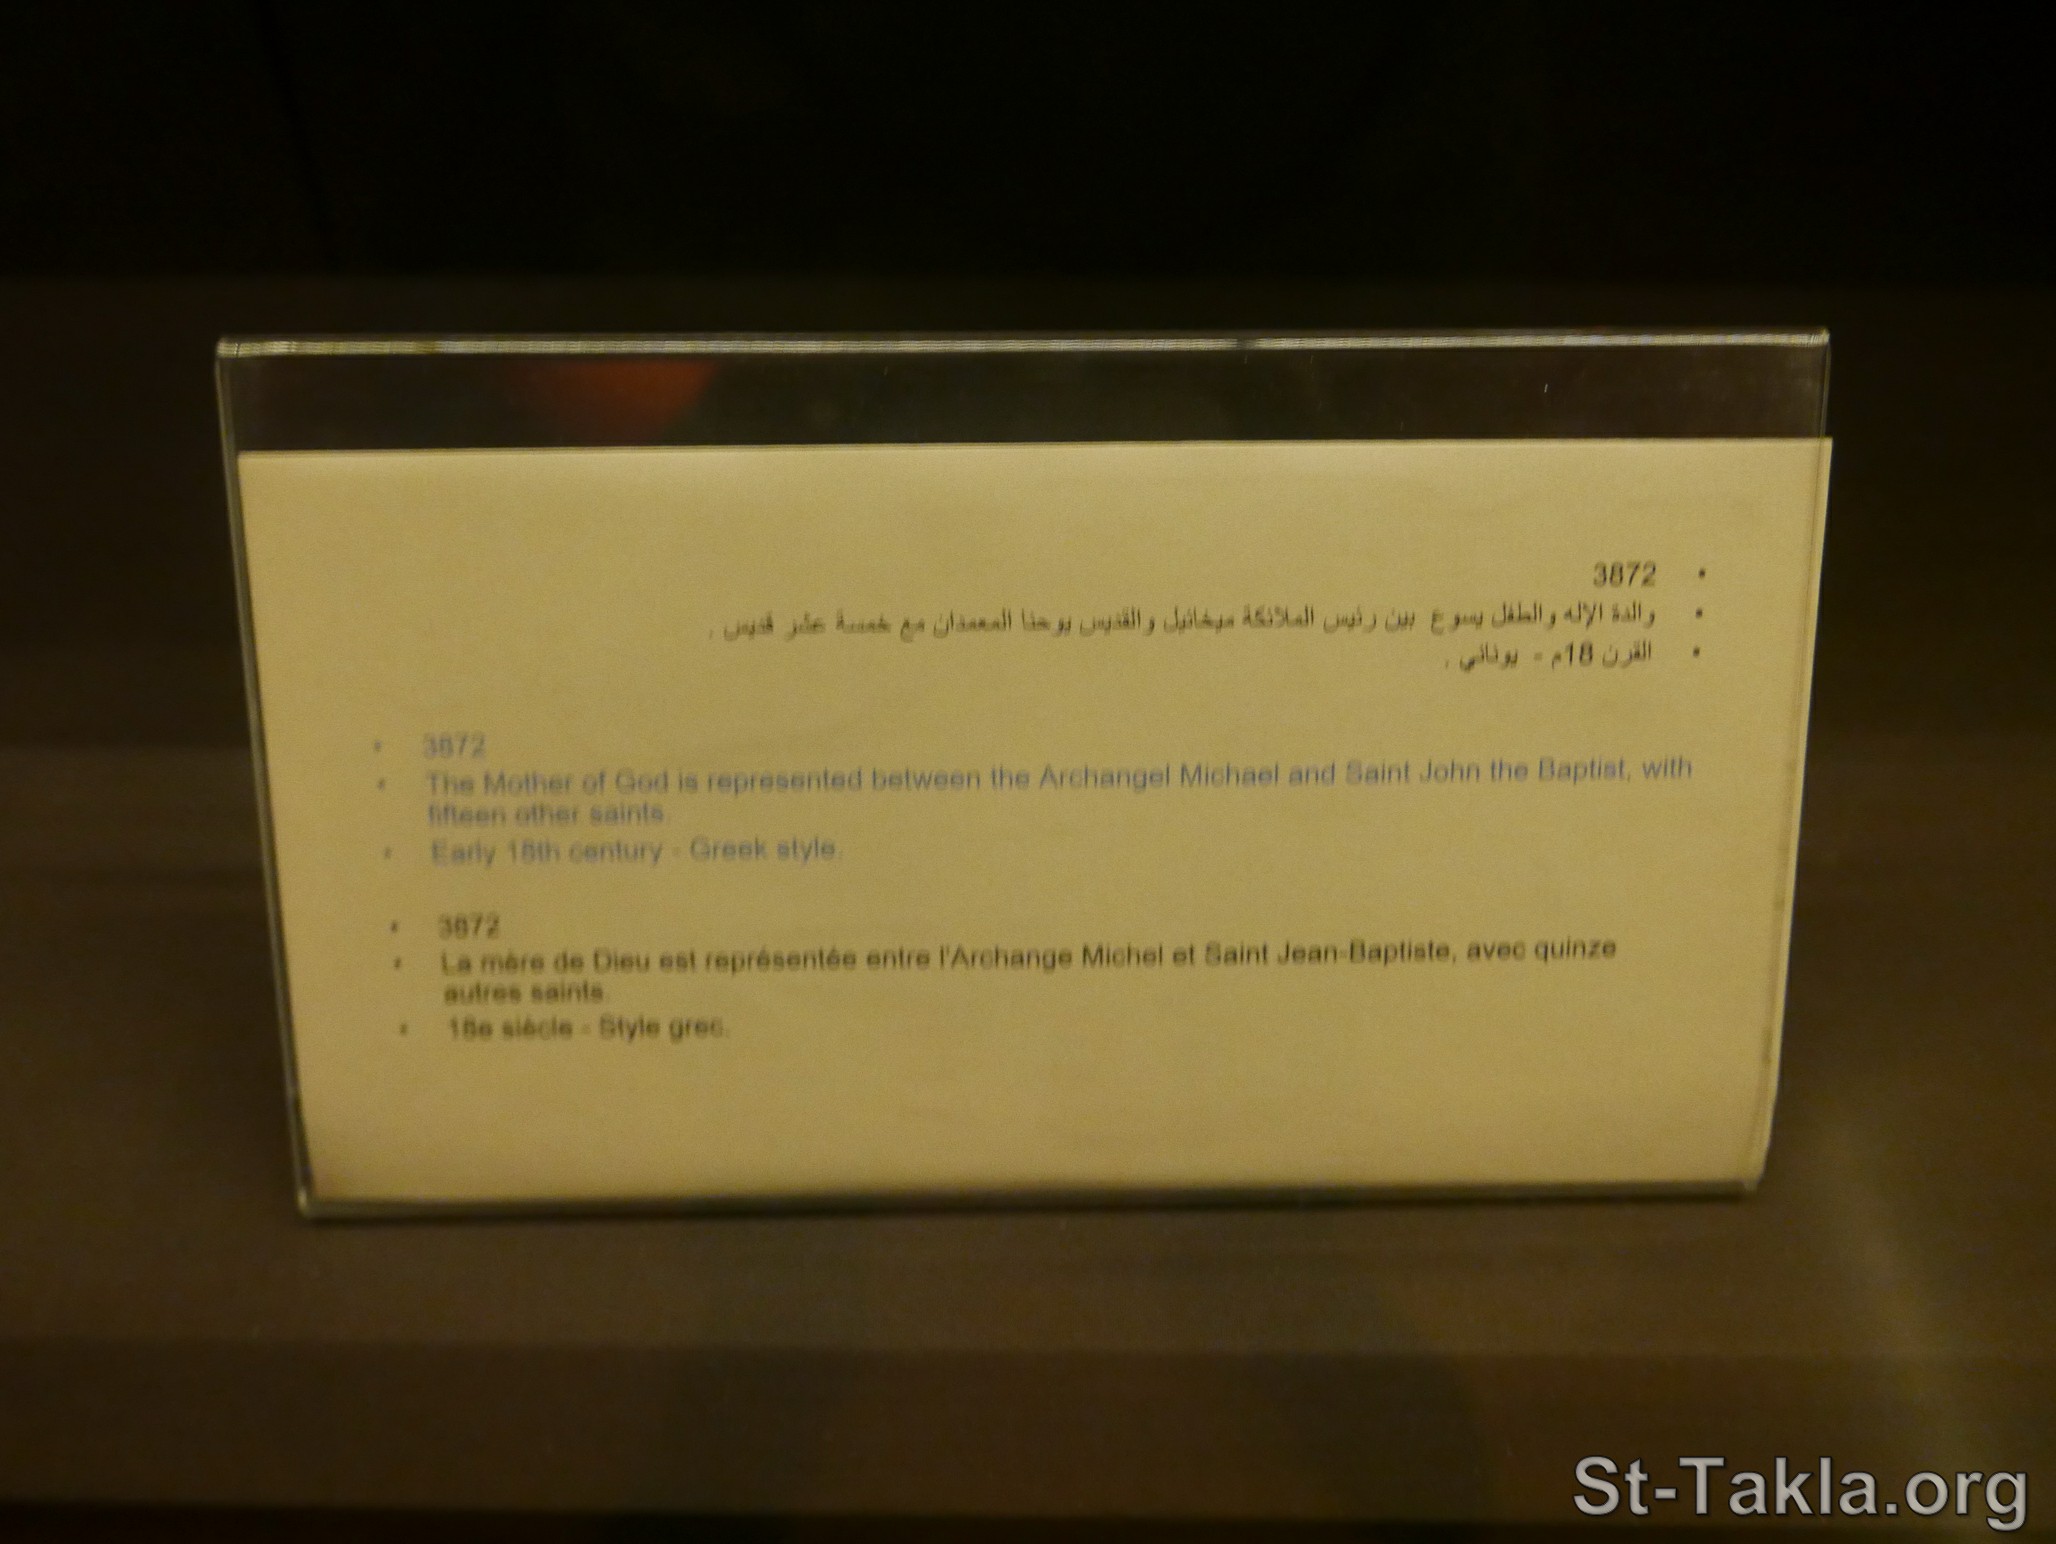 • 3872
• والدة الإله والطفل يسوع بين رئيس الملائكة ميخائيل والقديس يوحنا المعمدان مع خمسة عشر قديس .
• القرن 18م - يوناني .
• 3872
• The Mother of God is represented between the Archangel Michael and Saint John the Baptist, with
fifteen other saints.
• Early 18th century - Greek style.
• 3872
• La mère de Dieu est représentée entre l'Archange Michel et Saint Jean-Baptiste, avec quinze
autres saints.
• 18e siècle - Style grec.
St-Takla.org